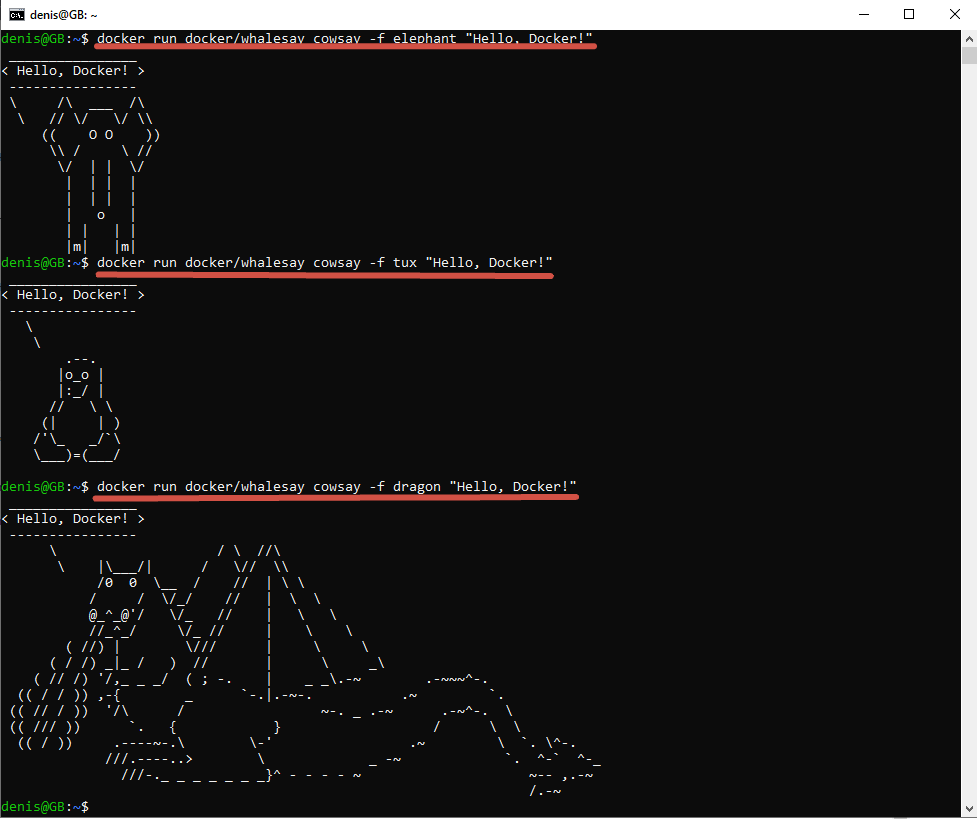 denis@GB: ~
denis@GB:~$ docker run docker/whalesay cowsay -f elephant "Hello, Docker!"
 ________________
< Hello, Docker! >
 ----------------
 \     /\  ___  /\
  \   // \/   \/ \\
     ((    O O    ))
      \\ /     \ //
       \/  | |  \/
        |  | |  |
        |  | |  |
        |   o   |
        | |   | |
        |m|   |m|
denis@GB:~$ docker run docker/whalesay cowsay -f tux "Hello, Docker!"
 ________________
< Hello, Docker! >
 ----------------
   \
    \
        .--.
       |o_o |
       |:_/ |
      //   \ \
     (|     | )
    /'\_   _/`\
    \___)=(___/
denis@GB:~$ docker run docker/whalesay cowsay -f dragon "Hello, Docker!"
 ________________
< Hello, Docker! >
 ----------------
      \                    / \  //\
       \    |\___/|      /   \//  \\
            /0  0  \__  /    //  | \ \
           /     /  \/_/    //   |  \  \
           @_^_@'/   \/_   //    |   \   \
           //_^_/     \/_ //     |    \    \
        ( //) |        \///      |     \     \
      ( / /) _|_ /   )  //       |      \     _\
    ( // /) '/,_ _ _/  ( ; -.    |    _ _\.-~        .-~~~^-.
  (( / / )) ,-{        _      `-.|.-~-.           .~         `.
 (( // / ))  '/\      /                 ~-. _ .-~      .-~^-.  \
 (( /// ))      `.   {            }                   /      \  \
  (( / ))     .----~-.\        \-'                 .~         \  `. \^-.
             ///.----..>        \             _ -~             `.  ^-`  ^-_
               ///-._ _ _ _ _ _ _}^ - - - - ~                     ~-- ,.-~
                                                                  /.-~
denis@GB:~$